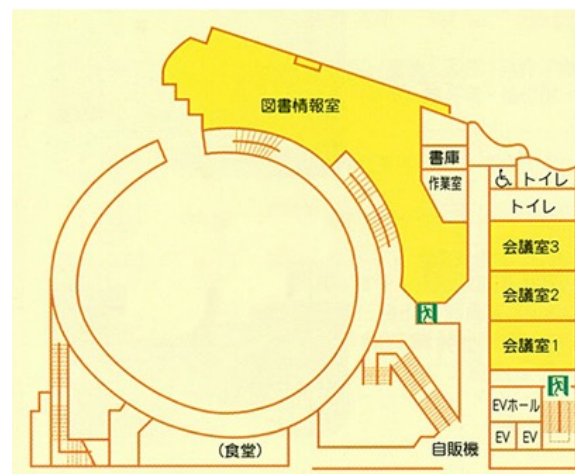 図書情報室
書庫
作業室
トイレ
トイレ
会議室3
会議室2
会議室1
EVホール
EV EV
(食堂)
自販機